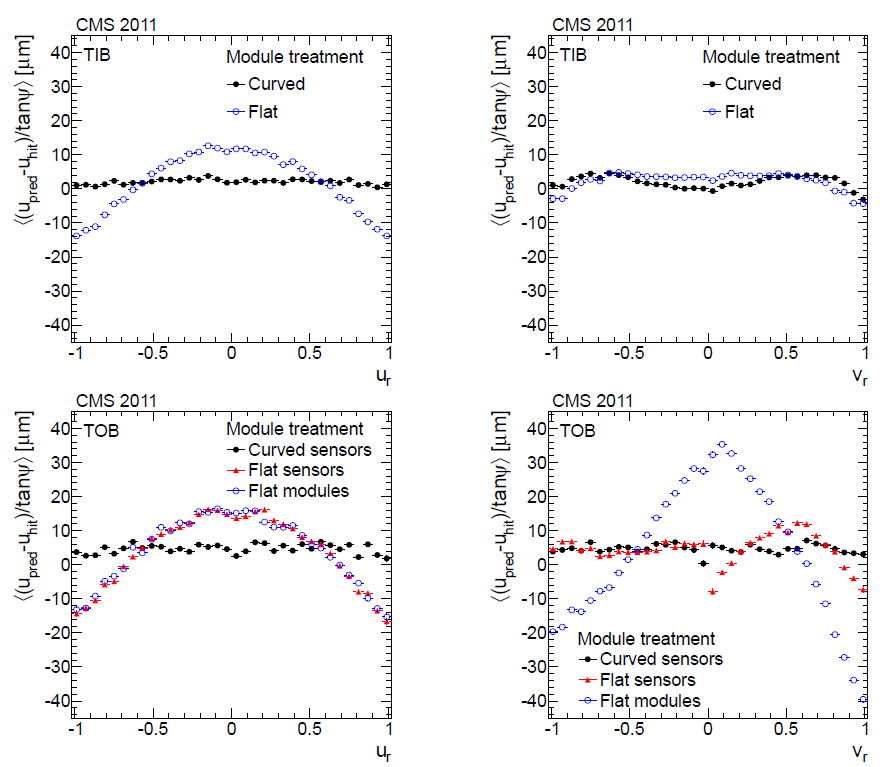 CMS 2011
TIB
Module treatment
Curved
Flat
⟨(u_pred-u_hit)/tanψ⟩ [μm]
40
30
20
10
0
-10
-20
-30
-40
-1 -0.5 0 0.5 1
u_r
CMS 2011
TIB
Module treatment
Curved
Flat
⟨(u_pred-u_hit)/tanψ⟩ [μm]
40
30
20
10
0
-10
-20
-30
-40
-1 -0.5 0 0.5 1
v_r
CMS 2011
TOB
Module treatment
Curved sensors
Flat sensors
Flat modules
⟨(u_pred-u_hit)/tanψ⟩ [μm]
40
30
20
10
0
-10
-20
-30
-40
-1 -0.5 0 0.5 1
u_r
CMS 2011
TOB
⟨(u_pred-u_hit)/tanψ⟩ [μm]
40
30
20
10
0
-10
-20
-30
-40
Module treatment
Curved sensors
Flat sensors
Flat modules
-1 -0.5 0 0.5 1
v_r